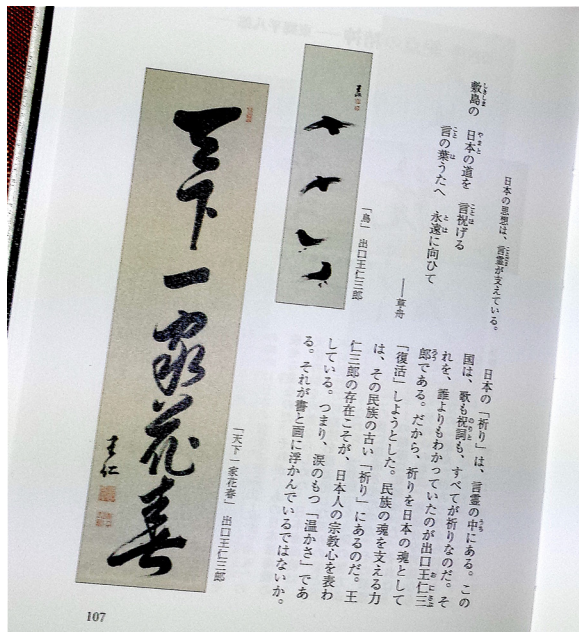 日本の思想は、言霊が支えている。
敷島の 日本の道を 言祝げる
言の葉うたへ 永遠に向ひて
――草舟
日本の「祈り」は、言霊の中にある。この
国は、歌も祝詞も、すべてが祈りなのだ。そ
れを、誰よりもわかっていたのが出口王仁三
郎である。だから、祈りを日本の魂として
「復活」しようとした。民族の魂を支える力
は、その民族の古い「祈り」にあるのだ。王
仁三郎の存在こそが、日本人の宗教心を表わ
している。つまり、涙のもつ「温かさ」であ
る。それが書と画に浮かんでいるではないか。
「鳥」 出口王仁三郎
「天下一家花春」 出口王仁三郎
天下一家花春
王仁
107